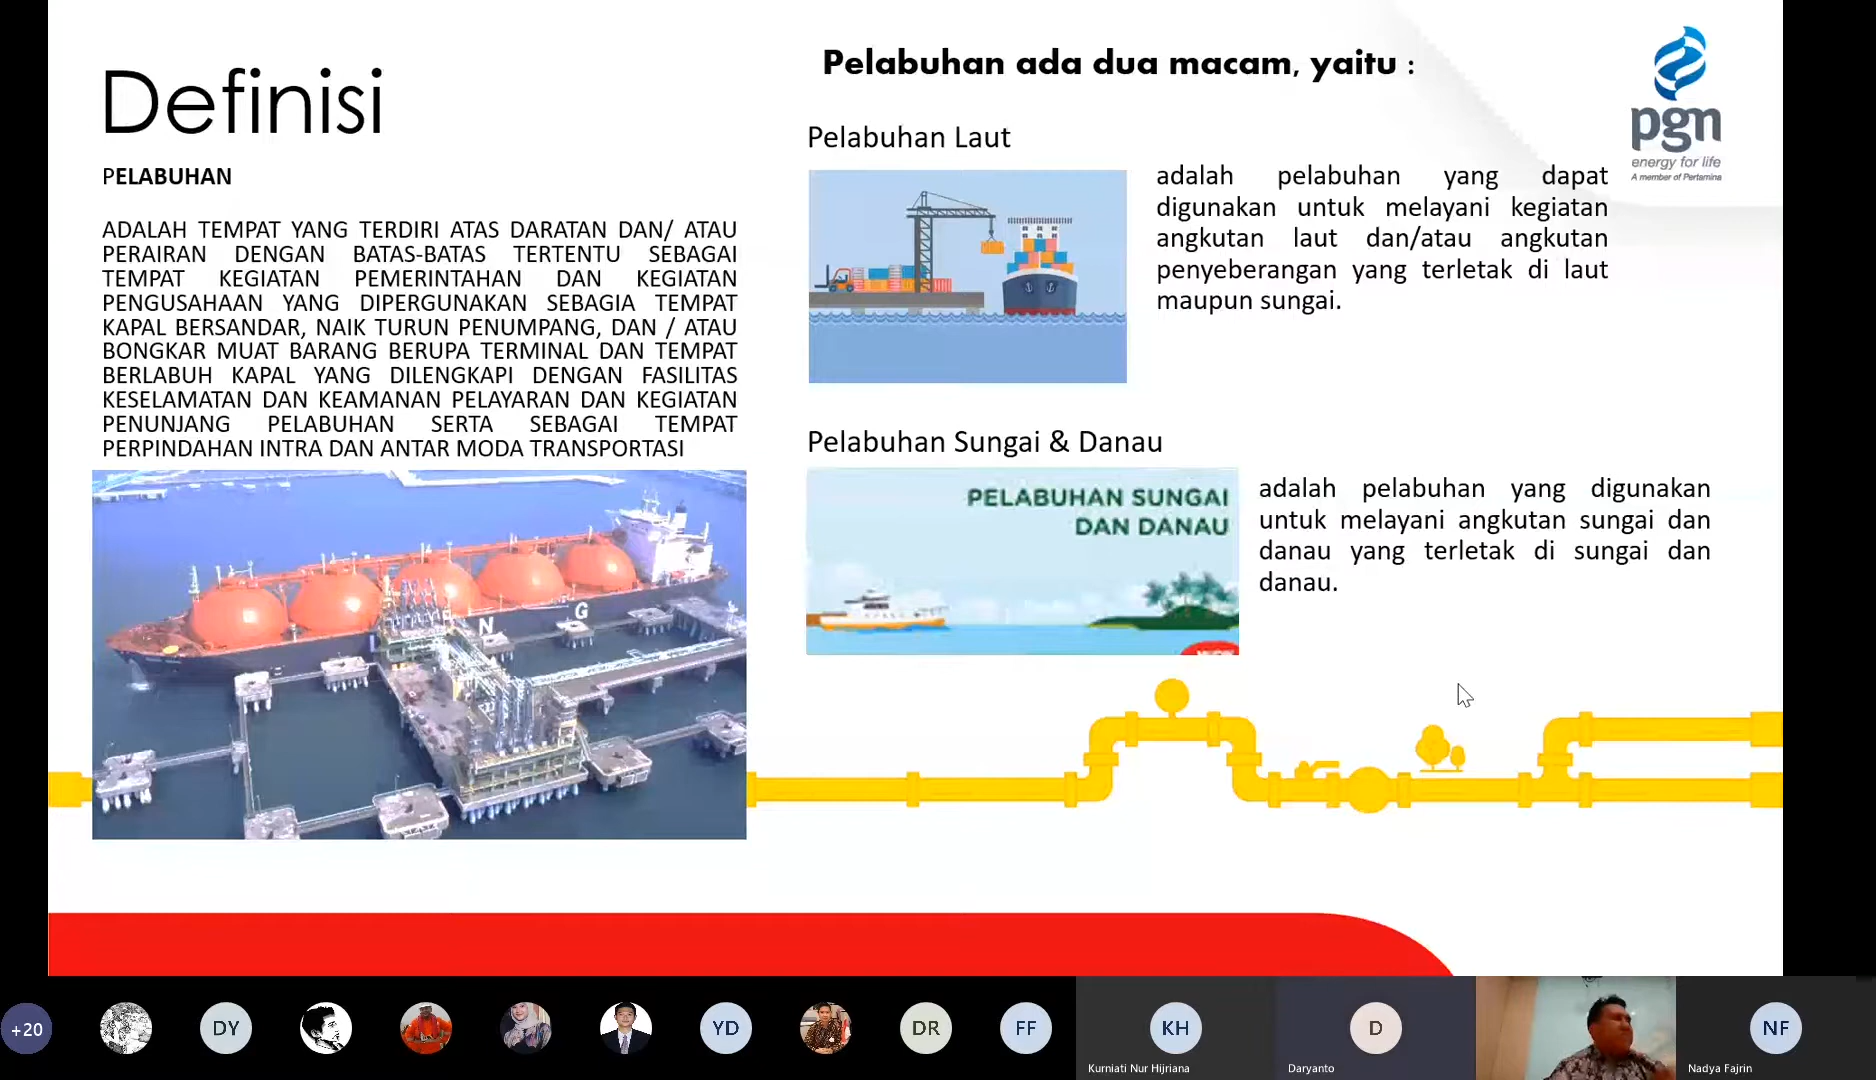 Definisi
PELABUHAN
ADALAH TEMPAT YANG TERDIRI ATAS DARATAN DAN/ ATAU
PERAIRAN DENGAN BATAS-BATAS TERTENTU SEBAGAI
TEMPAT KEGIATAN PEMERINTAHAN DAN KEGIATAN
PENGUSAHAAN YANG DIPERGUNAKAN SEBAGIA TEMPAT
KAPAL BERSANDAR, NAIK TURUN PENUMPANG, DAN / ATAU
BONGKAR MUAT BARANG BERUPA TERMINAL DAN TEMPAT
BERLABUH KAPAL YANG DILENGKAPI DENGAN FASILITAS
KESELAMATAN DAN KEAMANAN PELAYARAN DAN KEGIATAN
PENUNJANG PELABUHAN SERTA SEBAGAI TEMPAT
PERPINDAHAN INTRA DAN ANTAR MODA TRANSPORTASI
N G
Pelabuhan ada dua macam, yaitu :
Pelabuhan Laut
adalah pelabuhan yang dapat
digunakan untuk melayani kegiatan
angkutan laut dan/atau angkutan
penyeberangan yang terletak di laut
maupun sungai.
Pelabuhan Sungai & Danau
PELABUHAN SUNGAI
DAN DANAU
adalah pelabuhan yang digunakan
untuk melayani angkutan sungai dan
danau yang terletak di sungai dan
danau.
pgn
energy for life
A member of Pertamina
+20
DY
YD
DR
FF
KH
Kurniati Nur Hijriana
D
Daryanto
NF
Nadya Fajrin